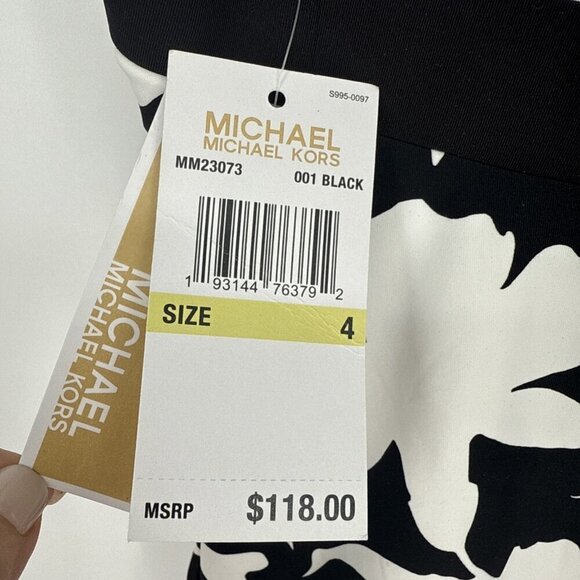 S995-0097
MICHAEL
MICHAEL KORS
MM23073 001 BLACK
1 93144 76379 2
SIZE 4
MSRP $118.00
MICHAEL
MICHAEL KORS